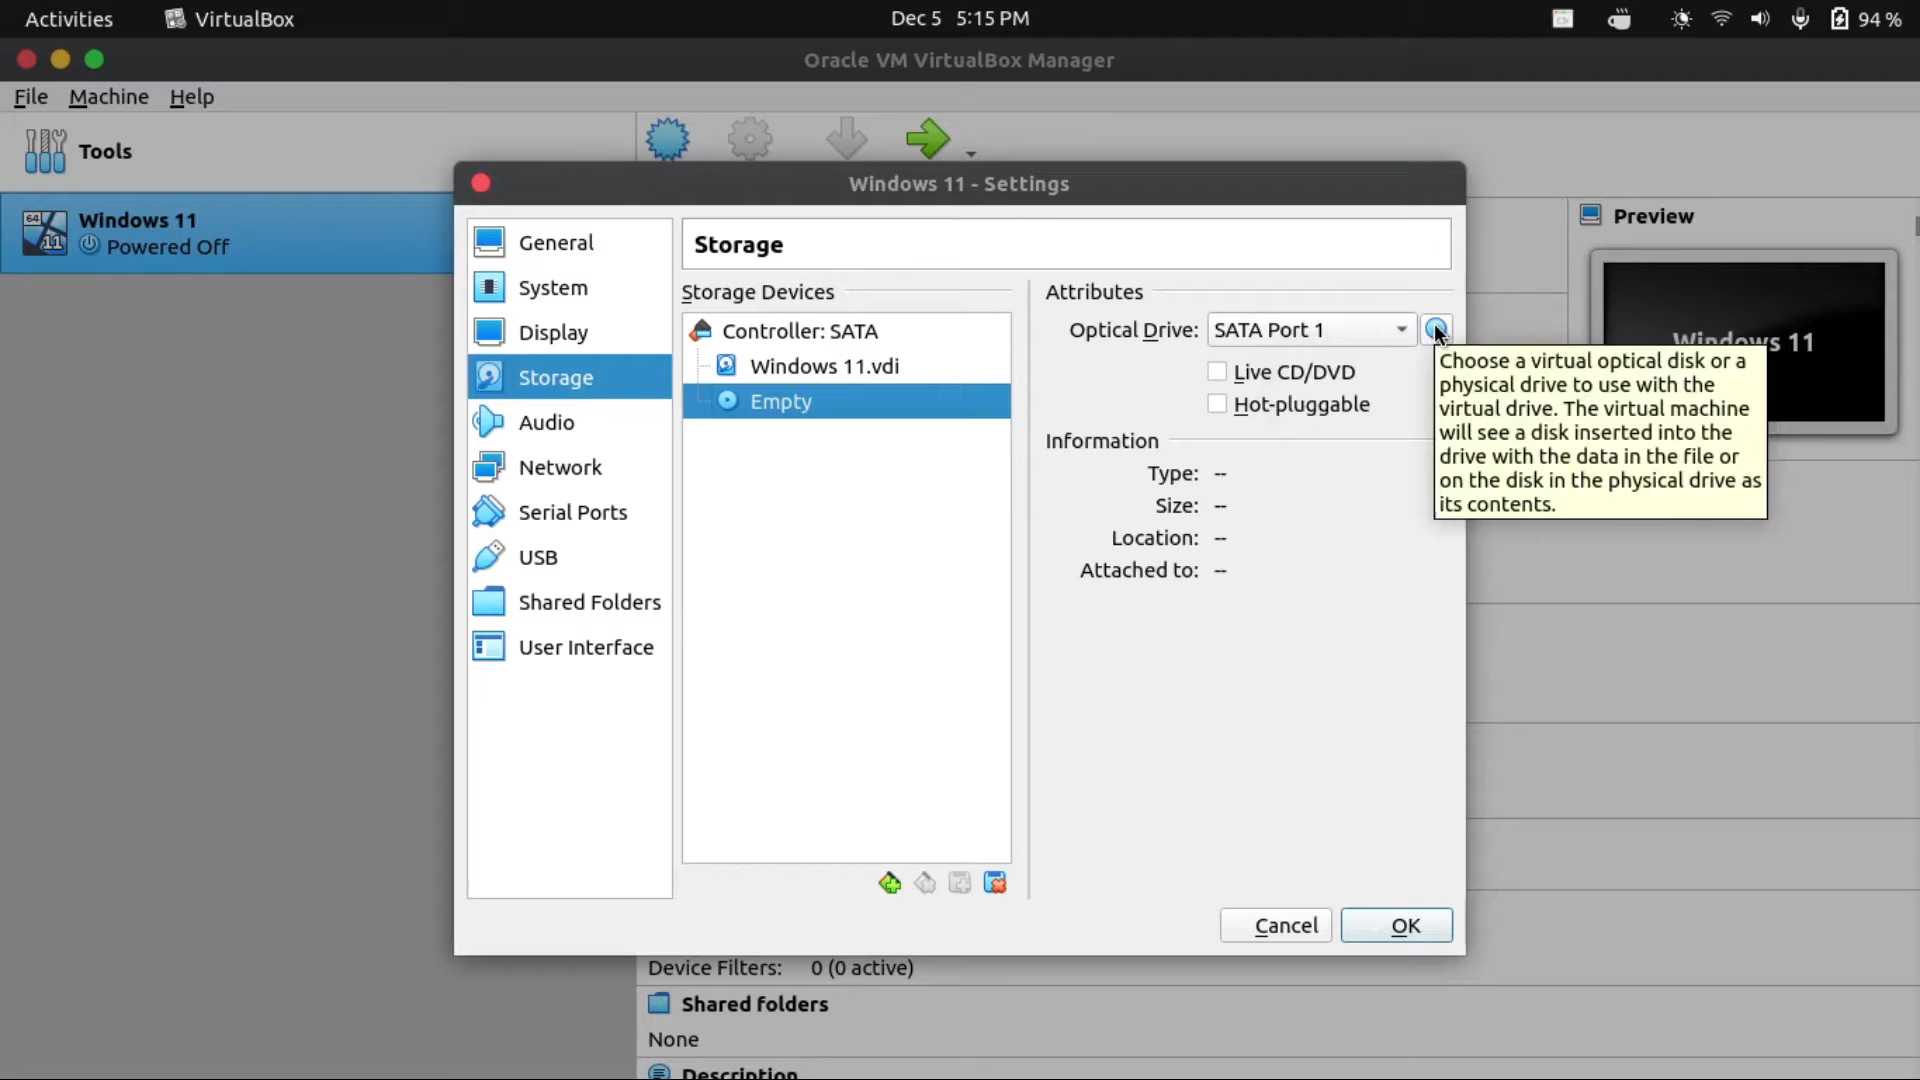 Activities
VirtualBox
Dec 5 5:15 PM
94 %
Oracle VM VirtualBox Manager
File Machine Help
Tools
64
11
Windows 11
Powered Off
Windows 11 - Settings
General
System
Display
Storage
Audio
Network
Serial Ports
USB
Shared Folders
User Interface
Storage
Storage Devices
Controller: SATA
Windows 11.vdi
Empty
Attributes
Optical Drive: SATA Port 1
Live CD/DVD
Hot-pluggable
Information
Type: --
Size: --
Location: --
Attached to: --
Cancel
OK
Preview
Windows 11
Choose a virtual optical disk or a
physical drive to use with the
virtual drive. The virtual machine
will see a disk inserted into the
drive with the data in the file or
on the disk in the physical drive as
its contents.
Device Filters: 0 (0 active)
Shared folders
None
Description